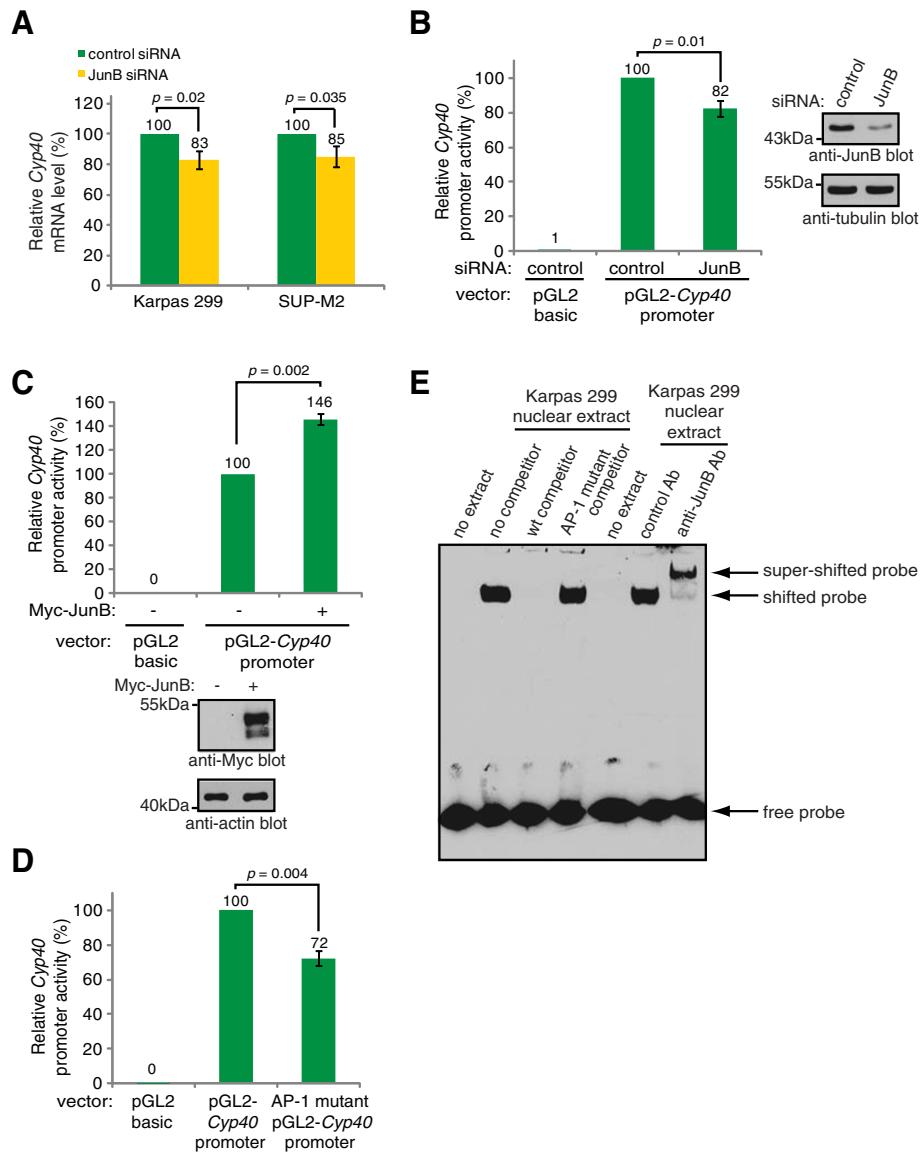 A
control siRNA
JunB siRNA
Relative Cyp40
mRNA level (%)
120
100
80
60
40
20
0
p = 0.02
p = 0.035
100
83
100
85
Karpas 299
SUP-M2
B
Relative Cyp40
promoter activity (%)
100
80
60
40
20
0
p = 0.01
1
100
82
siRNA: control control JunB
vector: pGL2 basic
pGL2-Cyp40
promoter
siRNA: control JunB
43kDa
anti-JunB blot
55kDa
anti-tubulin blot
C
Relative Cyp40
promoter activity (%)
160
140
120
100
80
60
40
20
0
p = 0.002
0
100
146
Myc-JunB: - - +
vector: pGL2 basic
pGL2-Cyp40
promoter
Myc-JunB: - +
55kDa
anti-Myc blot
40kDa
anti-actin blot
D
Relative Cyp40
promoter activity (%)
100
80
60
40
20
0
p = 0.004
0
100
72
vector: pGL2
basic
pGL2-
Cyp40
promoter
AP-1 mutant
pGL2-Cyp40
promoter
E
Karpas 299
nuclear extract
Karpas 299
nuclear
extract
no extract
no competitor
wt competitor
AP-1 mutant
competitor
no extract
control Ab
anti-JunB Ab
super-shifted probe
shifted probe
free probe